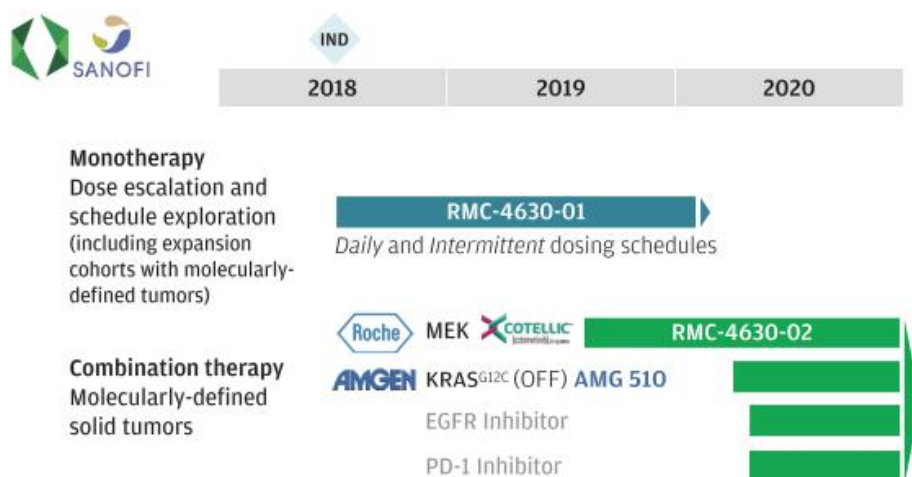 SANOFI
IND
2018 2019 2020
Monotherapy
Dose escalation and
schedule exploration
(including expansion
cohorts with molecularly-
defined tumors)
RMC-4630-01
Daily and Intermittent dosing schedules
Combination therapy
Molecularly-defined
solid tumors
Roche MEK COTELLIC RMC-4630-02
AMGEN KRASG12C (OFF) AMG 510
EGFR Inhibitor
PD-1 Inhibitor